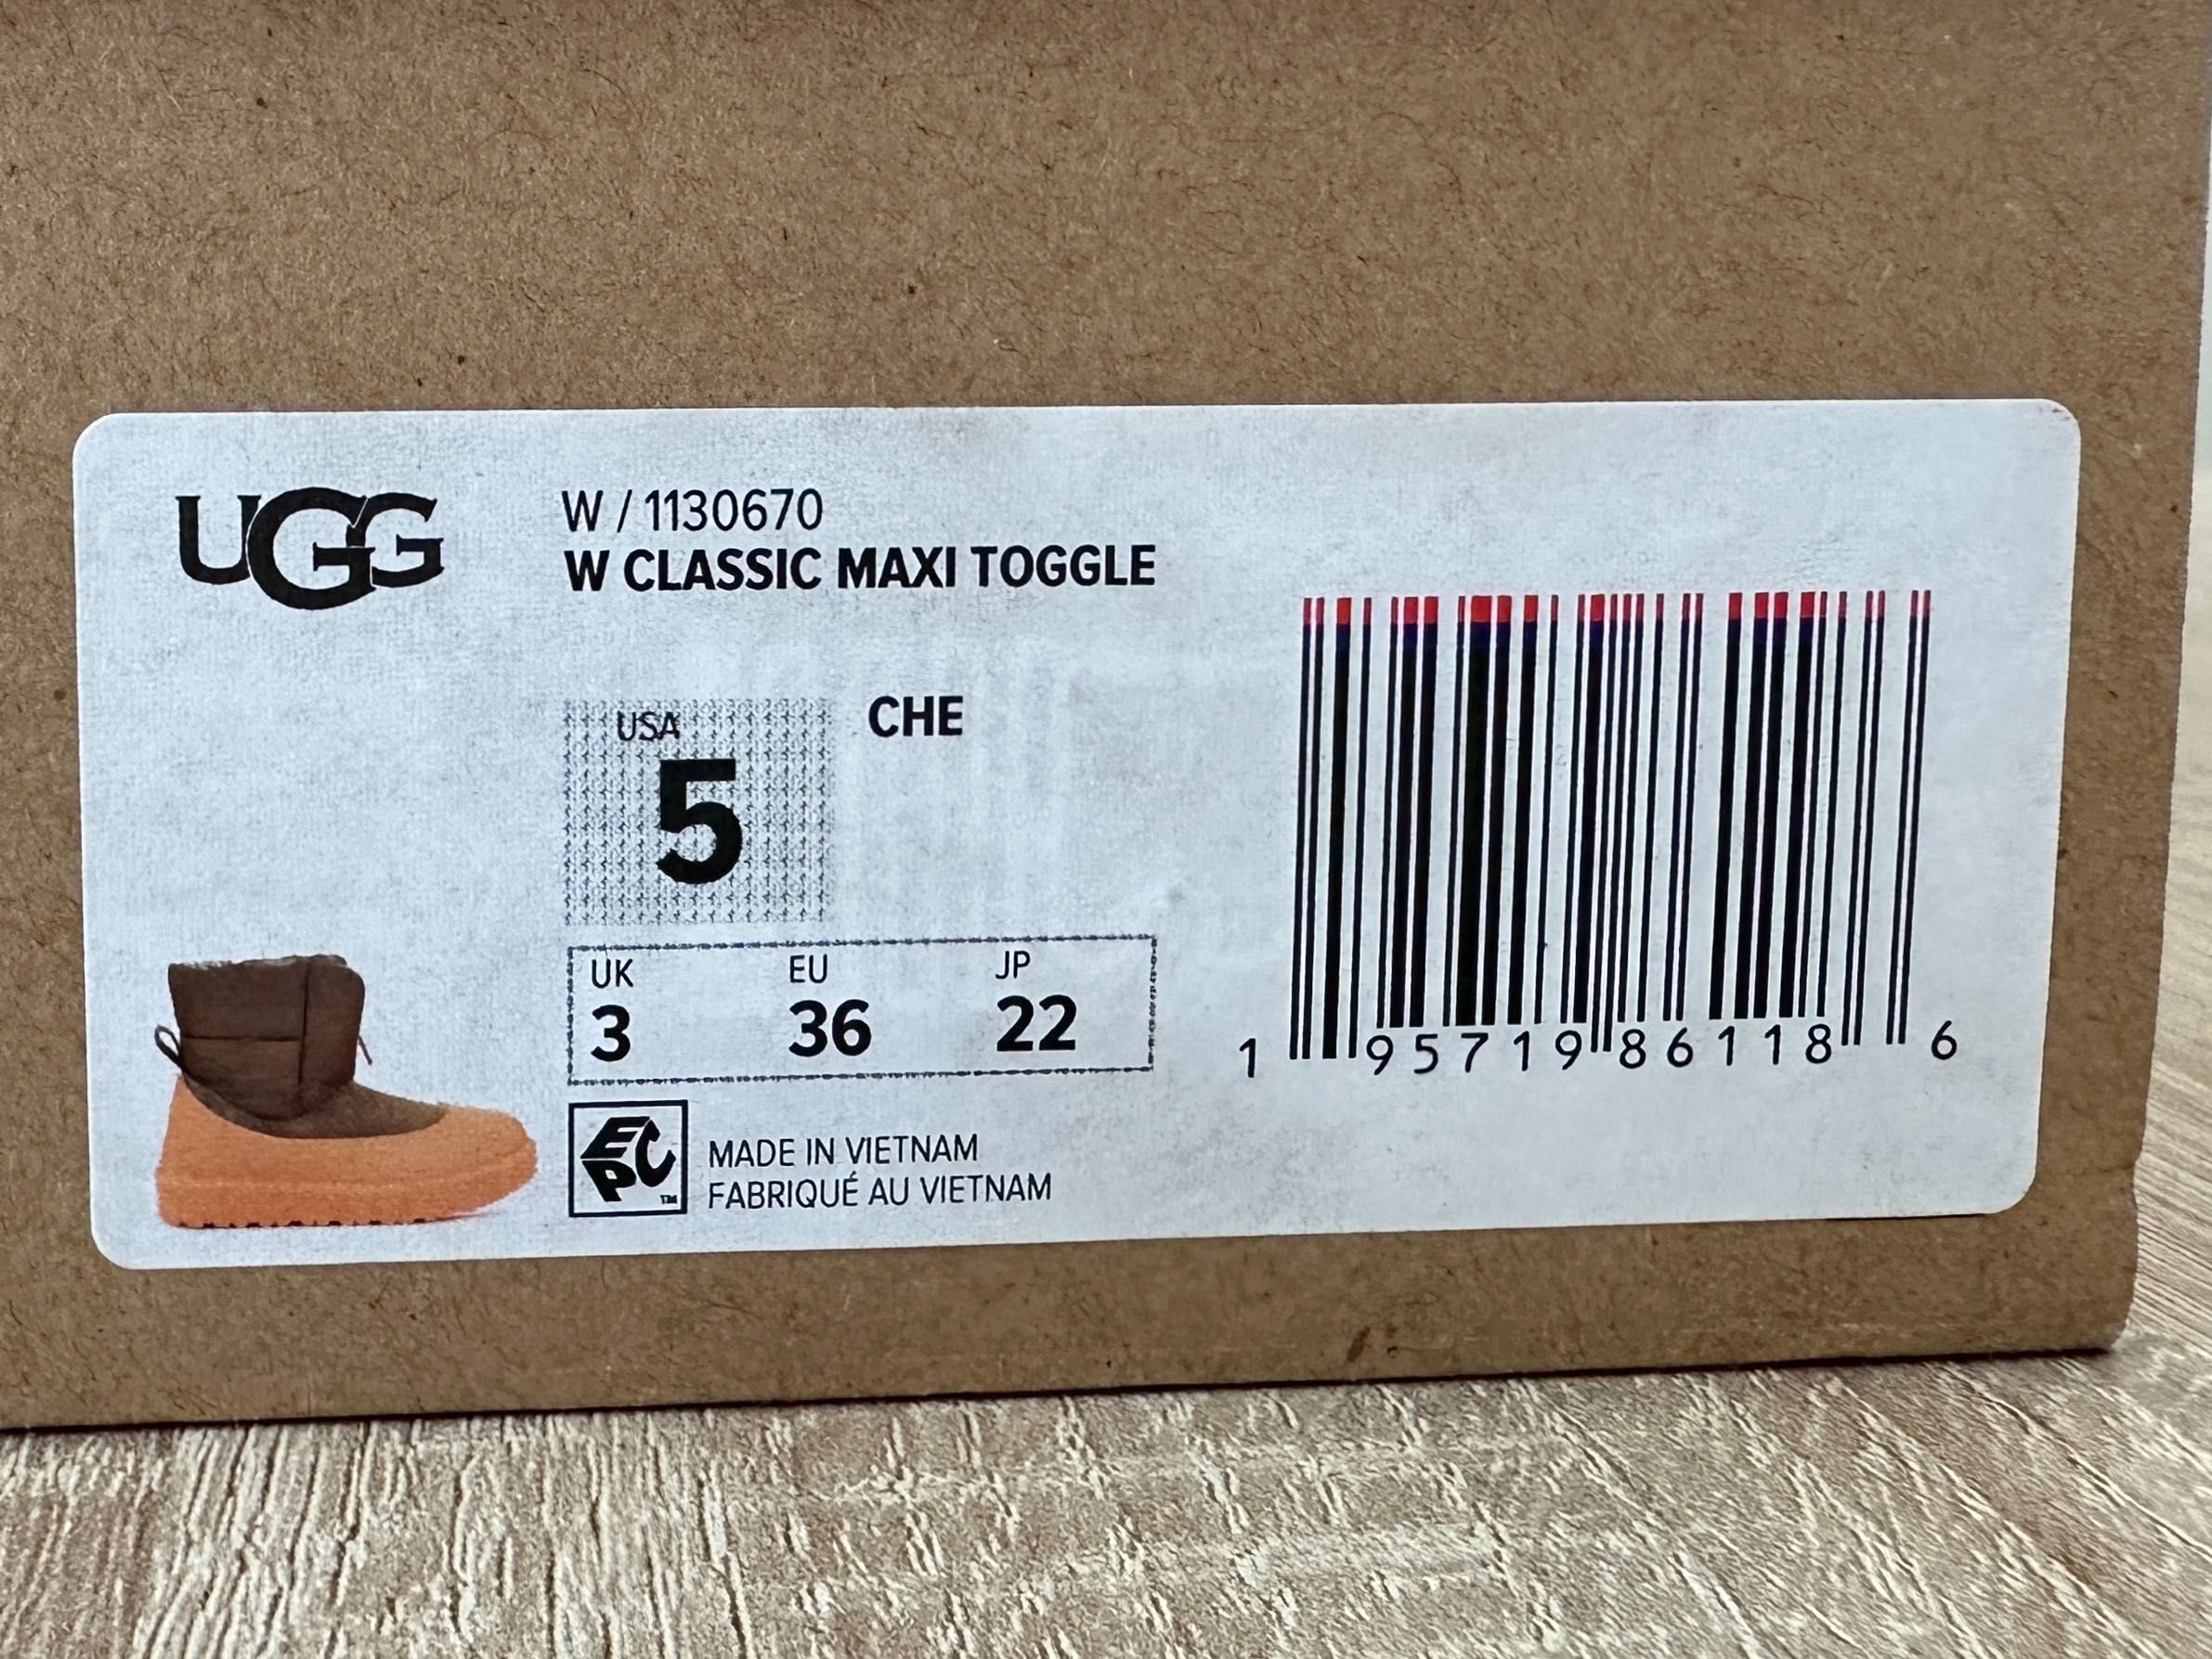 UGG
W / 1130670
W CLASSIC MAXI TOGGLE
USA
5
CHE
UK EU JP
3 36 22
1 95719 86118 6
EPC TM
MADE IN VIETNAM
FABRIQUÉ AU VIETNAM